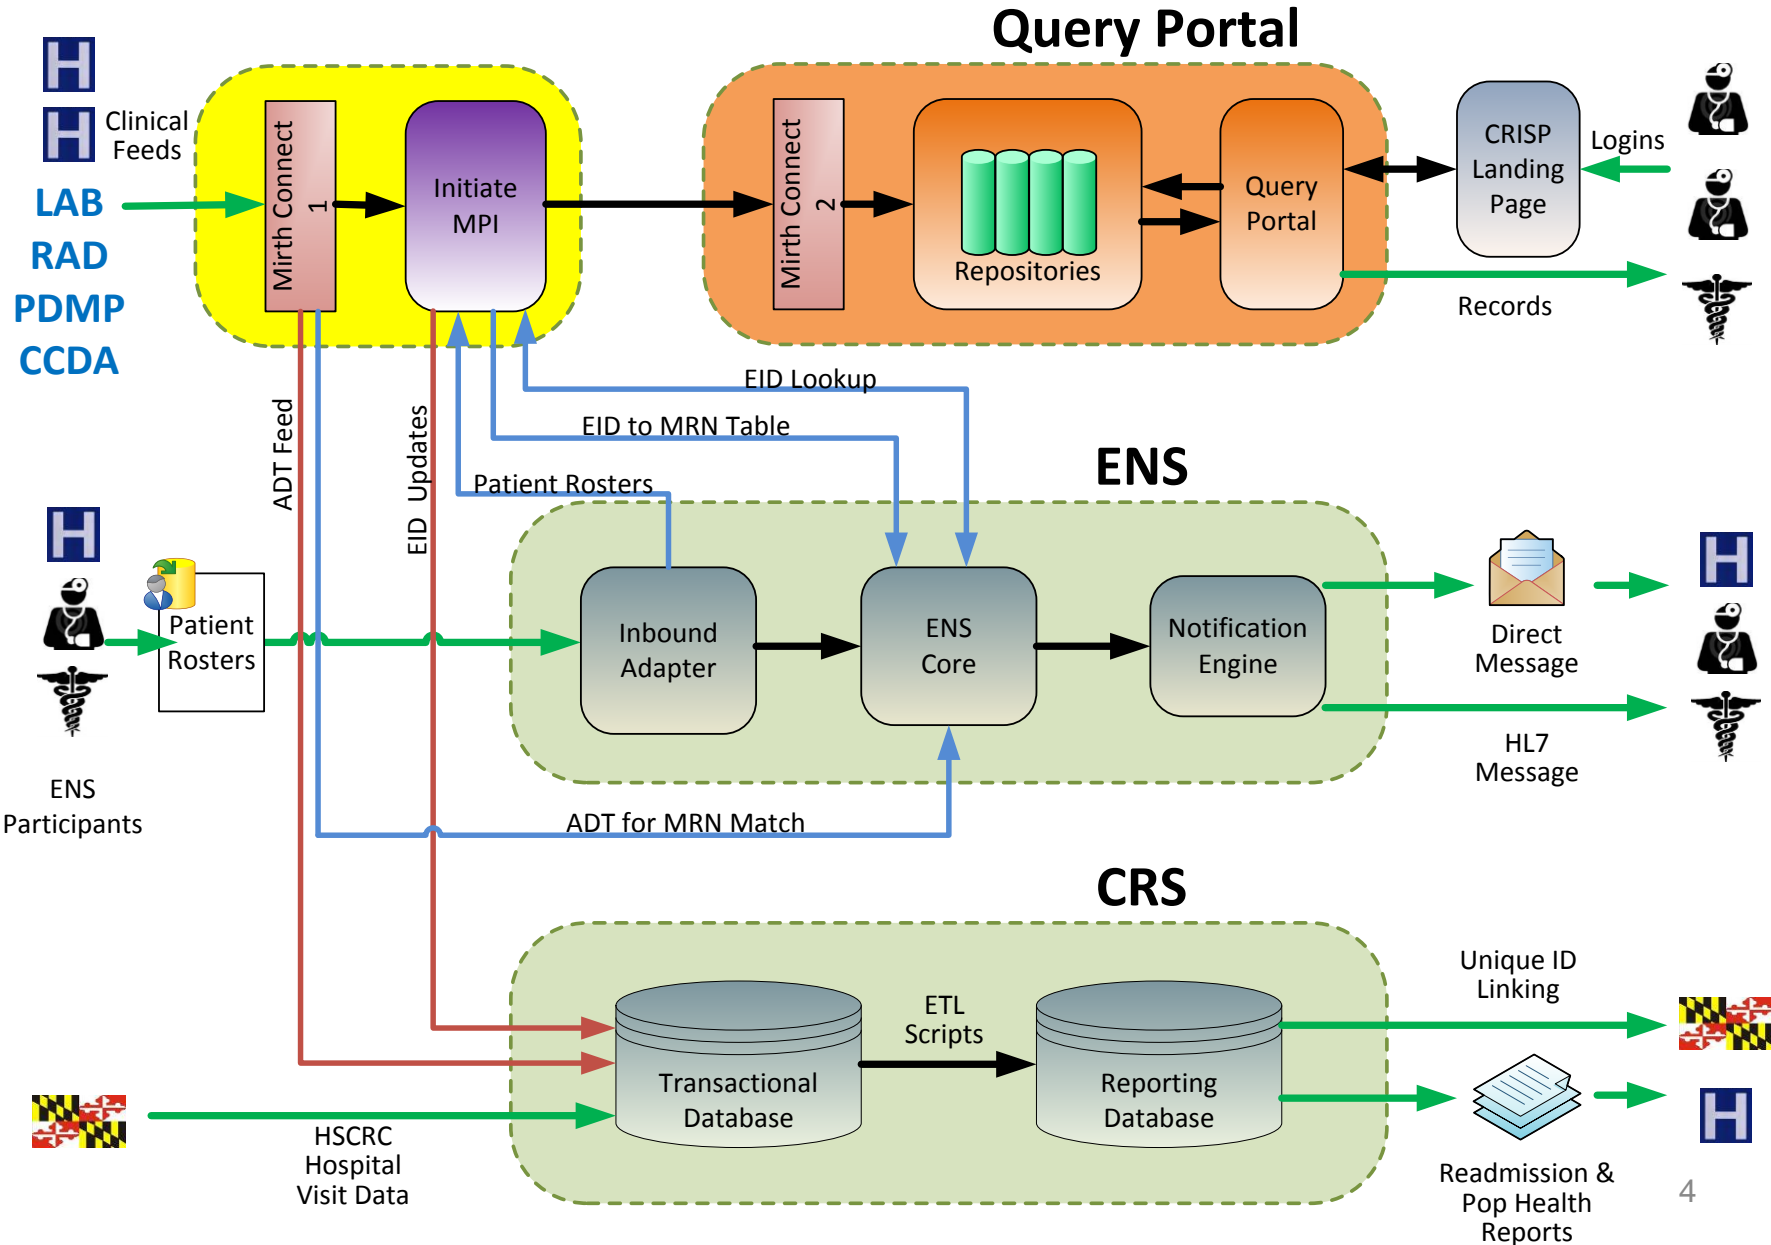 Query Portal
H
H
Clinical
Feeds
LAB
RAD
PDMP
CCDA
Mirth Connect
1
Initiate
MPI
Mirth Connect
2
Repositories
Query
Portal
CRISP
Landing
Page
Logins
Records
EID Lookup
EID to MRN Table
Patient Rosters
ADT Feed
EID Updates
ENS
H
Patient
Rosters
ENS
Participants
Inbound
Adapter
ENS
Core
Notification
Engine
Direct
Message
H
HL7
Message
ADT for MRN Match
CRS
HSCRC
Hospital
Visit Data
Transactional
Database
ETL
Scripts
Reporting
Database
Unique ID
Linking
H
Readmission &
Pop Health
Reports
4